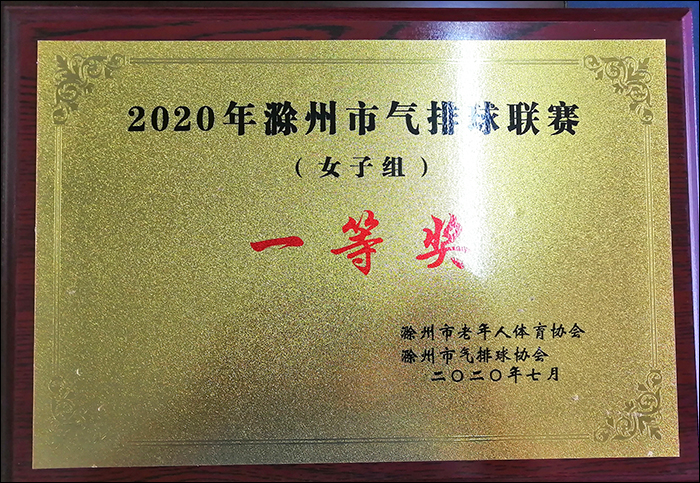 2020年滁州市气排球联赛
（女子组）
一等奖
滁州市老年人体育协会
滁州市气排球协会
二〇二〇年七月